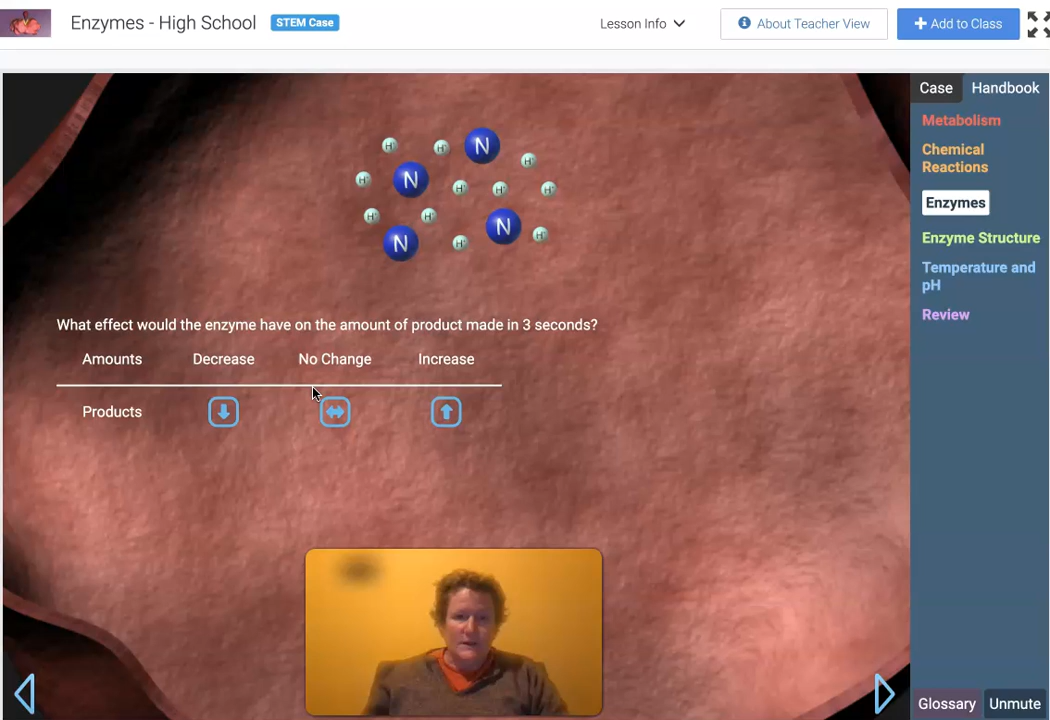 Enzymes - High School STEM Case Lesson Info About Teacher View + Add to Class
Case Handbook
Metabolism
Chemical
Reactions
Enzymes
Enzyme Structure
Temperature and
pH
Review
H+ H+ N H+
H+ N H+ H+ H+
H+ H+ N H+
N H+
What effect would the enzyme have on the amount of product made in 3 seconds?
Amounts Decrease No Change Increase
Products
Glossary Unmute